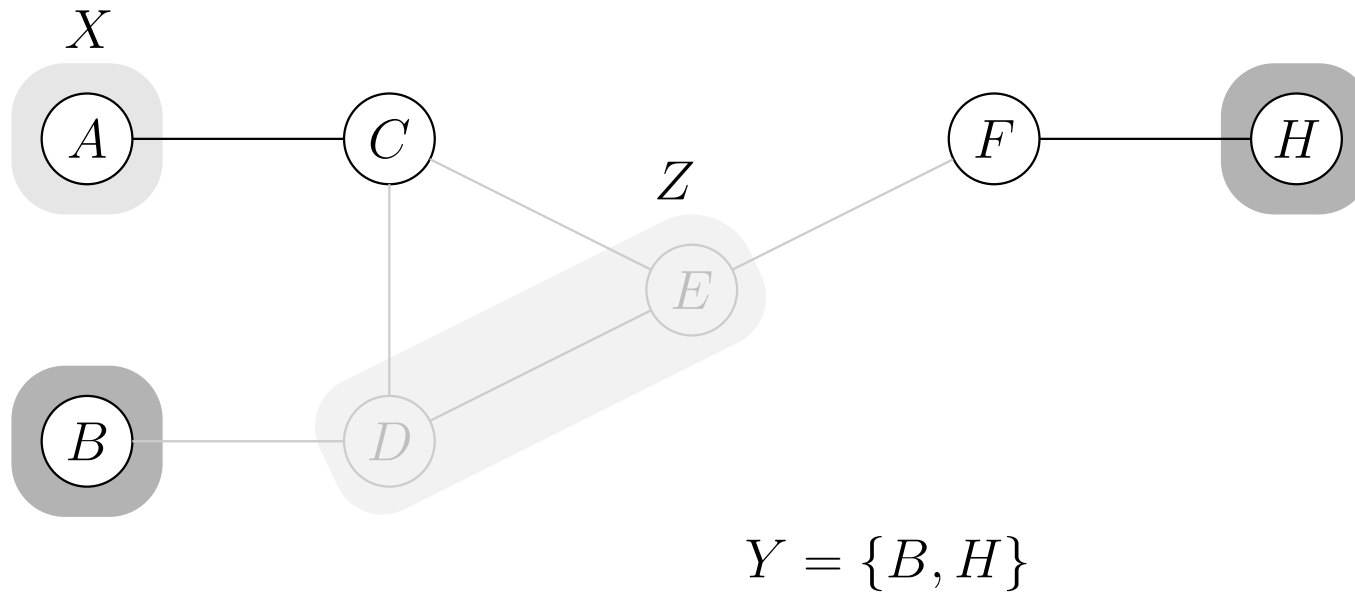 X
A C F H
Z
E
B D
Y = {B, H}